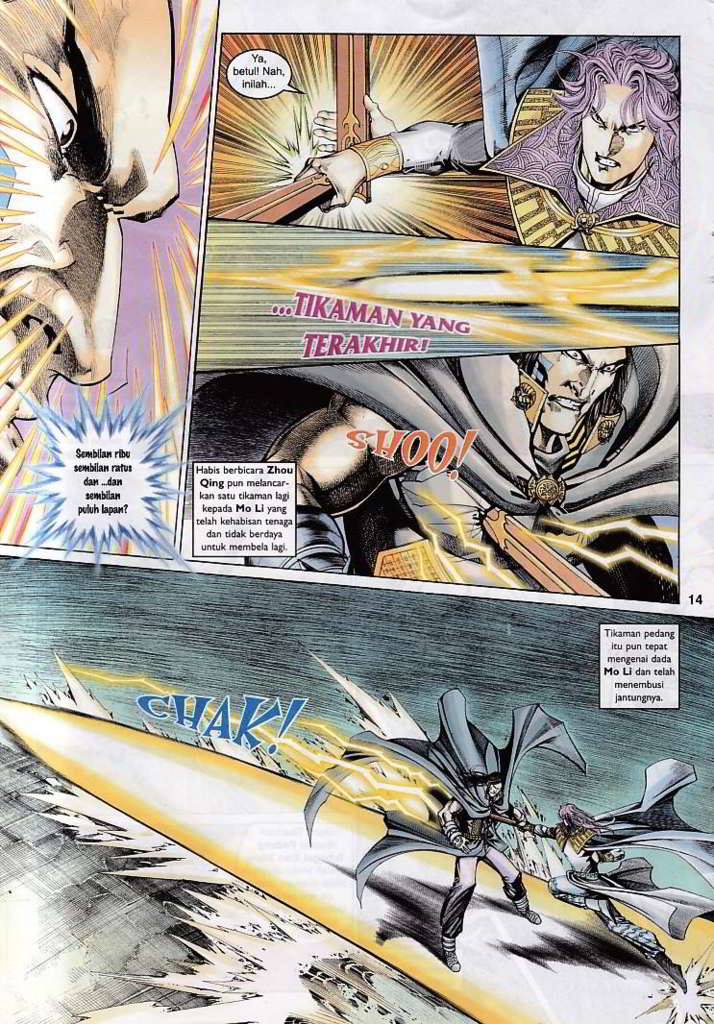 Sembilan ribu
sembilan ratus
dan ...dan
sembilan
puluh lapan?
Ya,
betul! Nah,
inilah...
...TIKAMAN YANG
TERAKHIR!
SHOO!
Habis berbicara Zhou
Qing pun melancar-
kan satu tikaman lagi
kepada Mo Li yang
telah kehabisan tenaga
dan tidak berdaya
untuk membela lagi.
14
Tikaman pedang
itu pun tepat
mengenai dada
Mo Li dan telah
menembusi
jantungnya.
CHAK!